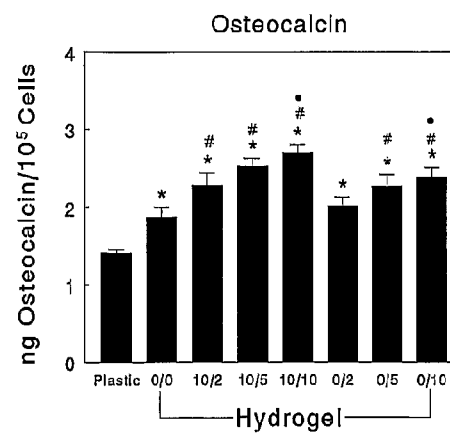 Osteocalcin
ng Osteocalcin/10⁵ Cells
4
3
2
1
0
* # * # * • # * * # * • # *
Plastic 0/0 10/2 10/5 10/10 0/2 0/5 0/10
Hydrogel